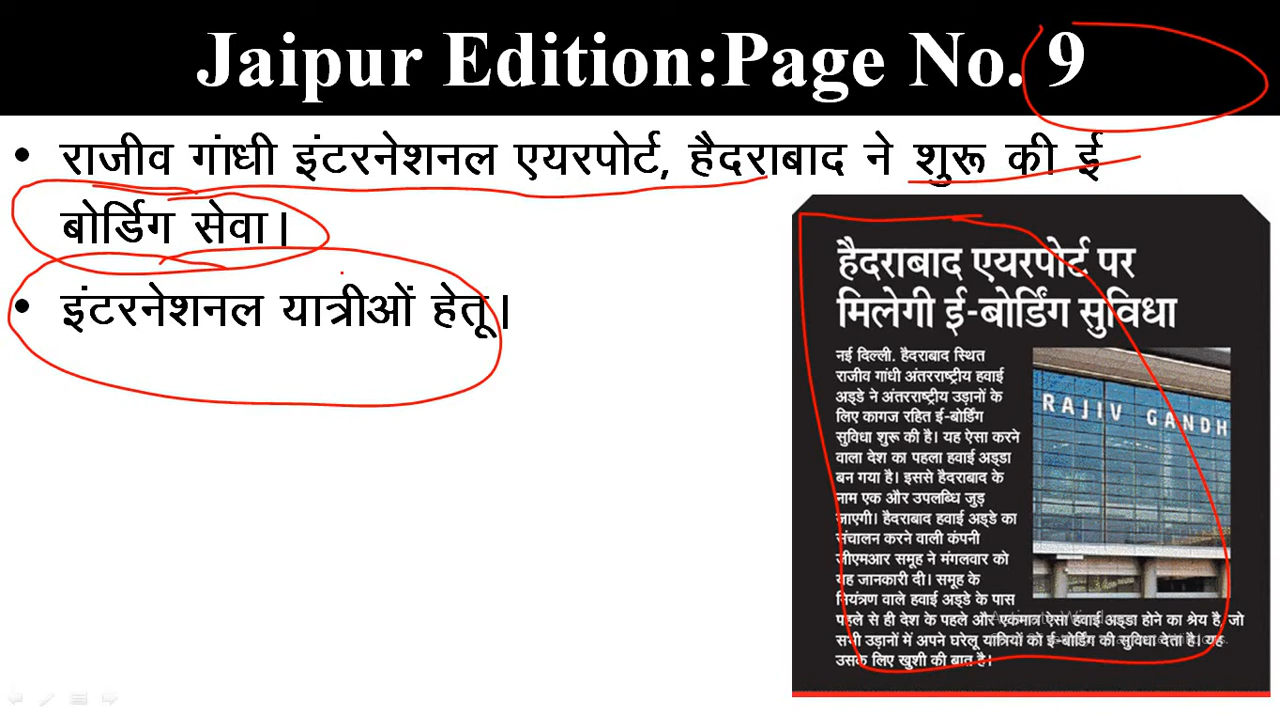 Jaipur Edition:Page No. 9
• राजीव गांधी इंटरनेशनल एयरपोर्ट, हैदराबाद ने शुरू की ई
बोर्डिंग सेवा।
• इंटरनेशनल यात्रीओं हेतू।
हैदराबाद एयरपोर्ट पर
मिलेगी ई-बोर्डिंग सुविधा
नई दिल्ली. हैदराबाद स्थित
राजीव गांधी अंतरराष्ट्रीय हवाई
अड्डे ने अंतरराष्ट्रीय उड़ानों के
लिए कागज रहित ई-बोर्डिंग
सुविधा शुरू की है। यह ऐसा करने
वाला देश का पहला हवाई अड्डा
बन गया है। इससे हैदराबाद के
नाम एक और उपलब्धि जुड़
जाएगी। हैदराबाद हवाई अड्डे का
संचालन करने वाली कंपनी
जीएमआर समूह ने मंगलवार को
यह जानकारी दी। समूह के
नियंत्रण वाले हवाई अड्डे के पास
पहले से ही देश के पहले और एकमात्र ऐसा हवाई अड्डा होने का श्रेय है, जो
सभी उड़ानों में अपने घरेलू यात्रियों को ई-बोर्डिंग की सुविधा देता है। यह
उसके लिए खुशी की बात है।
RAJIV GANDH